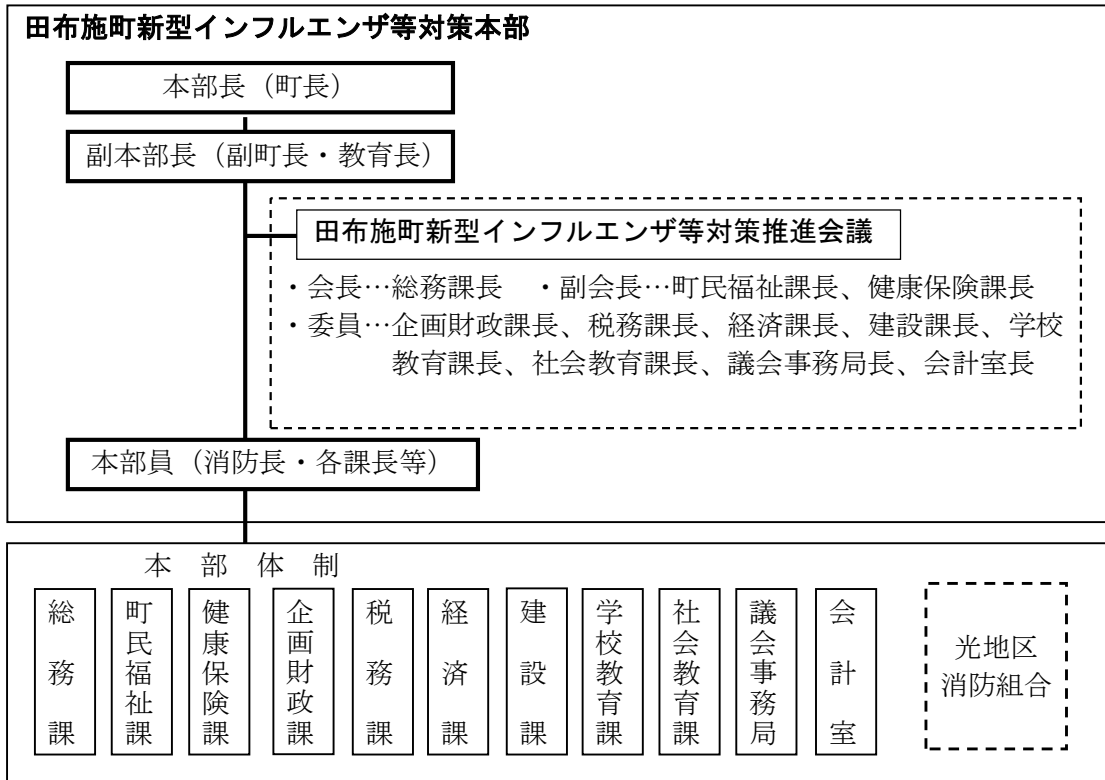 田布施町新型インフルエンザ等対策本部
本部長（町長）
副本部長（副町長・教育長）
田布施町新型インフルエンザ等対策推進会議
・会長…総務課長　・副会長…町民福祉課長、健康保険課長
・委員…企画財政課長、税務課長、経済課長、建設課長、学校
教育課長、社会教育課長、議会事務局長、会計室長
本部員（消防長・各課長等）
本　部　体　制
総務課
町民福祉課
健康保険課
企画財政課
税務課
経済課
建設課
学校教育課
社会教育課
議会事務局
会計室
光地区
消防組合